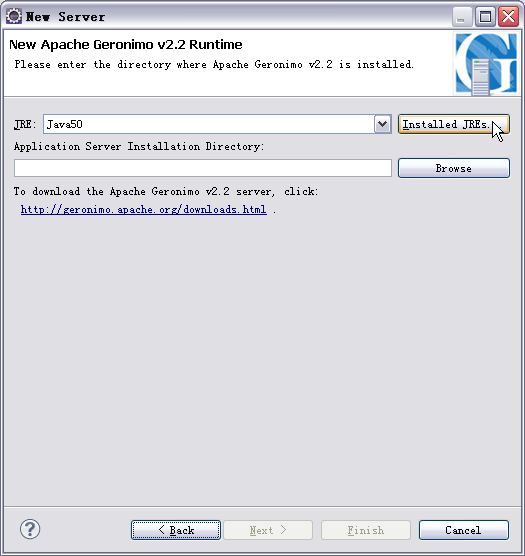 New Server
New Apache Geronimo v2.2 Runtime
Please enter the directory where Apache Geronimo v2.2 is installed.
JRE: Java50 Installed JREs...
Application Server Installation Directory:
Browse
To download the Apache Geronimo v2.2 server, click:
http://geronimo.apache.org/downloads.html .
? < Back Next > Finish Cancel